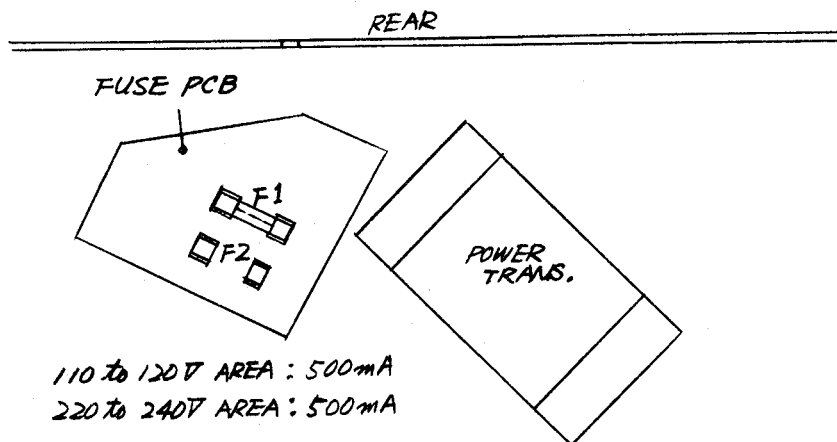 REAR
FUSE PCB
F1
F2
POWER
TRANS.
110 to 120V AREA : 500mA
220 to 240V AREA : 500mA